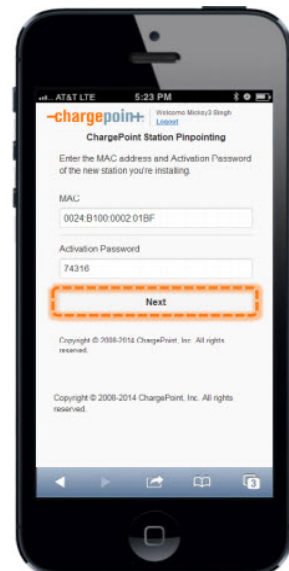 AT&T LTE 5:23 PM
-chargepoin+. Welcome Mickey3 Singh
Logout
ChargePoint Station Pinpointing
Enter the MAC address and Activation Password
of the new station you're installing.
MAC
0024:B100:0002:01BF
Activation Password
74316
Next
Copyright © 2008-2014 ChargePoint, Inc. All rights
reserved.
Copyright © 2008-2014 ChargePoint, Inc. All rights
reserved.
3